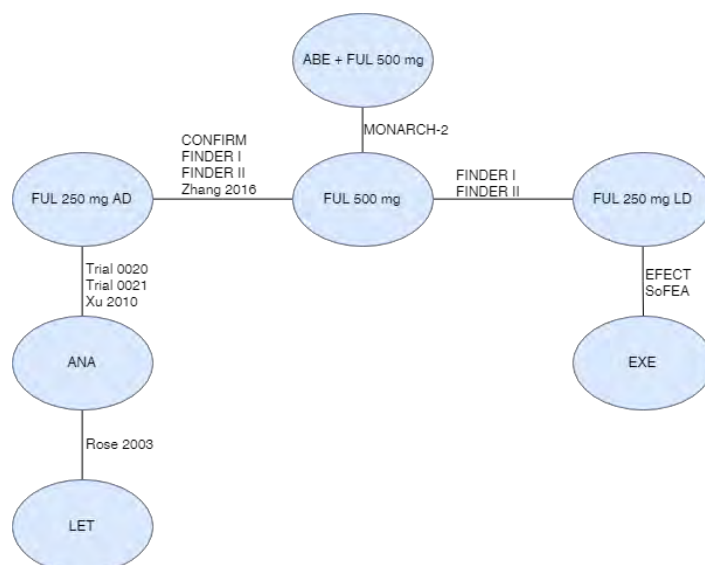 ABE + FUL 500 mg
MONARCH-2
CONFIRM
FINDER I
FINDER II
Zhang 2016
FINDER I
FINDER II
FUL 250 mg AD
FUL 500 mg
FUL 250 mg LD
Trial 0020
Trial 0021
Xu 2010
EFECT
SoFEA
ANA
EXE
Rose 2003
LET